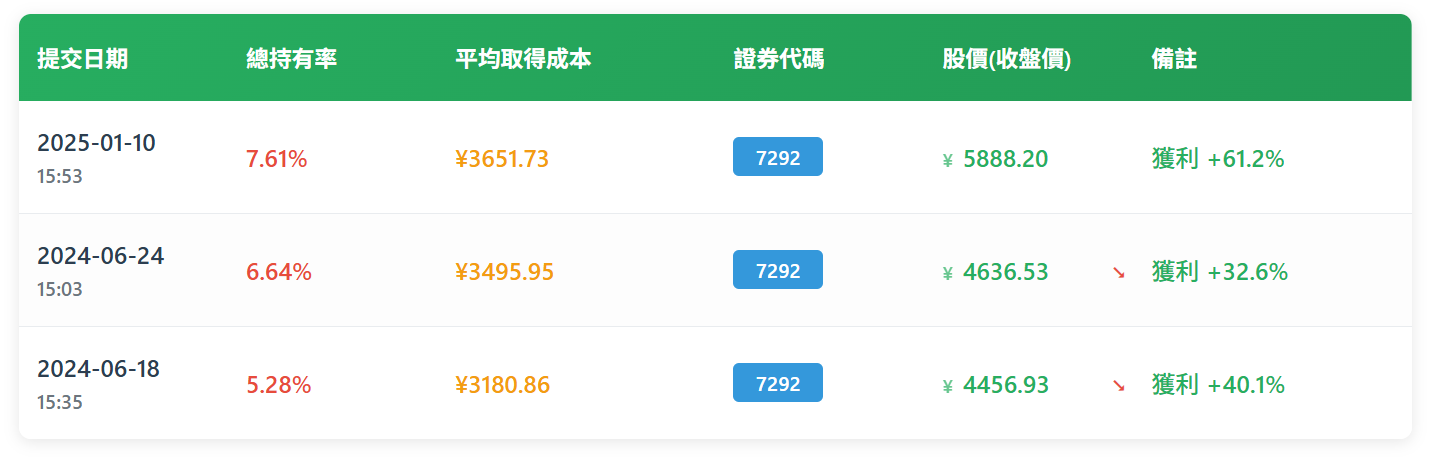 提交日期 總持有率 平均取得成本 證券代碼 股價(收盤價) 備註
2025-01-10
15:53
7.61% ¥3651.73 7292 ¥ 5888.20 獲利 +61.2%
2024-06-24
15:03
6.64% ¥3495.95 7292 ¥ 4636.53 ↘ 獲利 +32.6%
2024-06-18
15:35
5.28% ¥3180.86 7292 ¥ 4456.93 ↘ 獲利 +40.1%